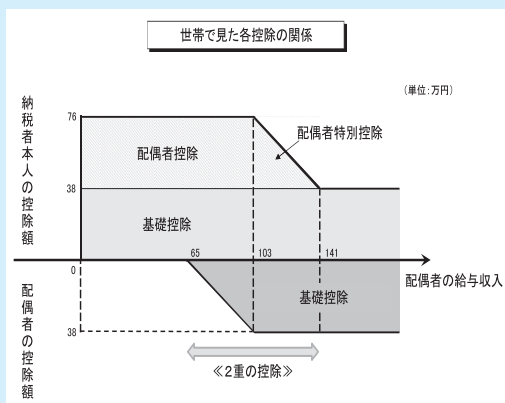 世帯で見た各控除の関係
(単位:万円)
納税者本人の控除額
76
配偶者控除
配偶者特別控除
38
基礎控除
0
65
103
141
配偶者の給与収入
配偶者の控除額
基礎控除
38
≪2重の控除≫